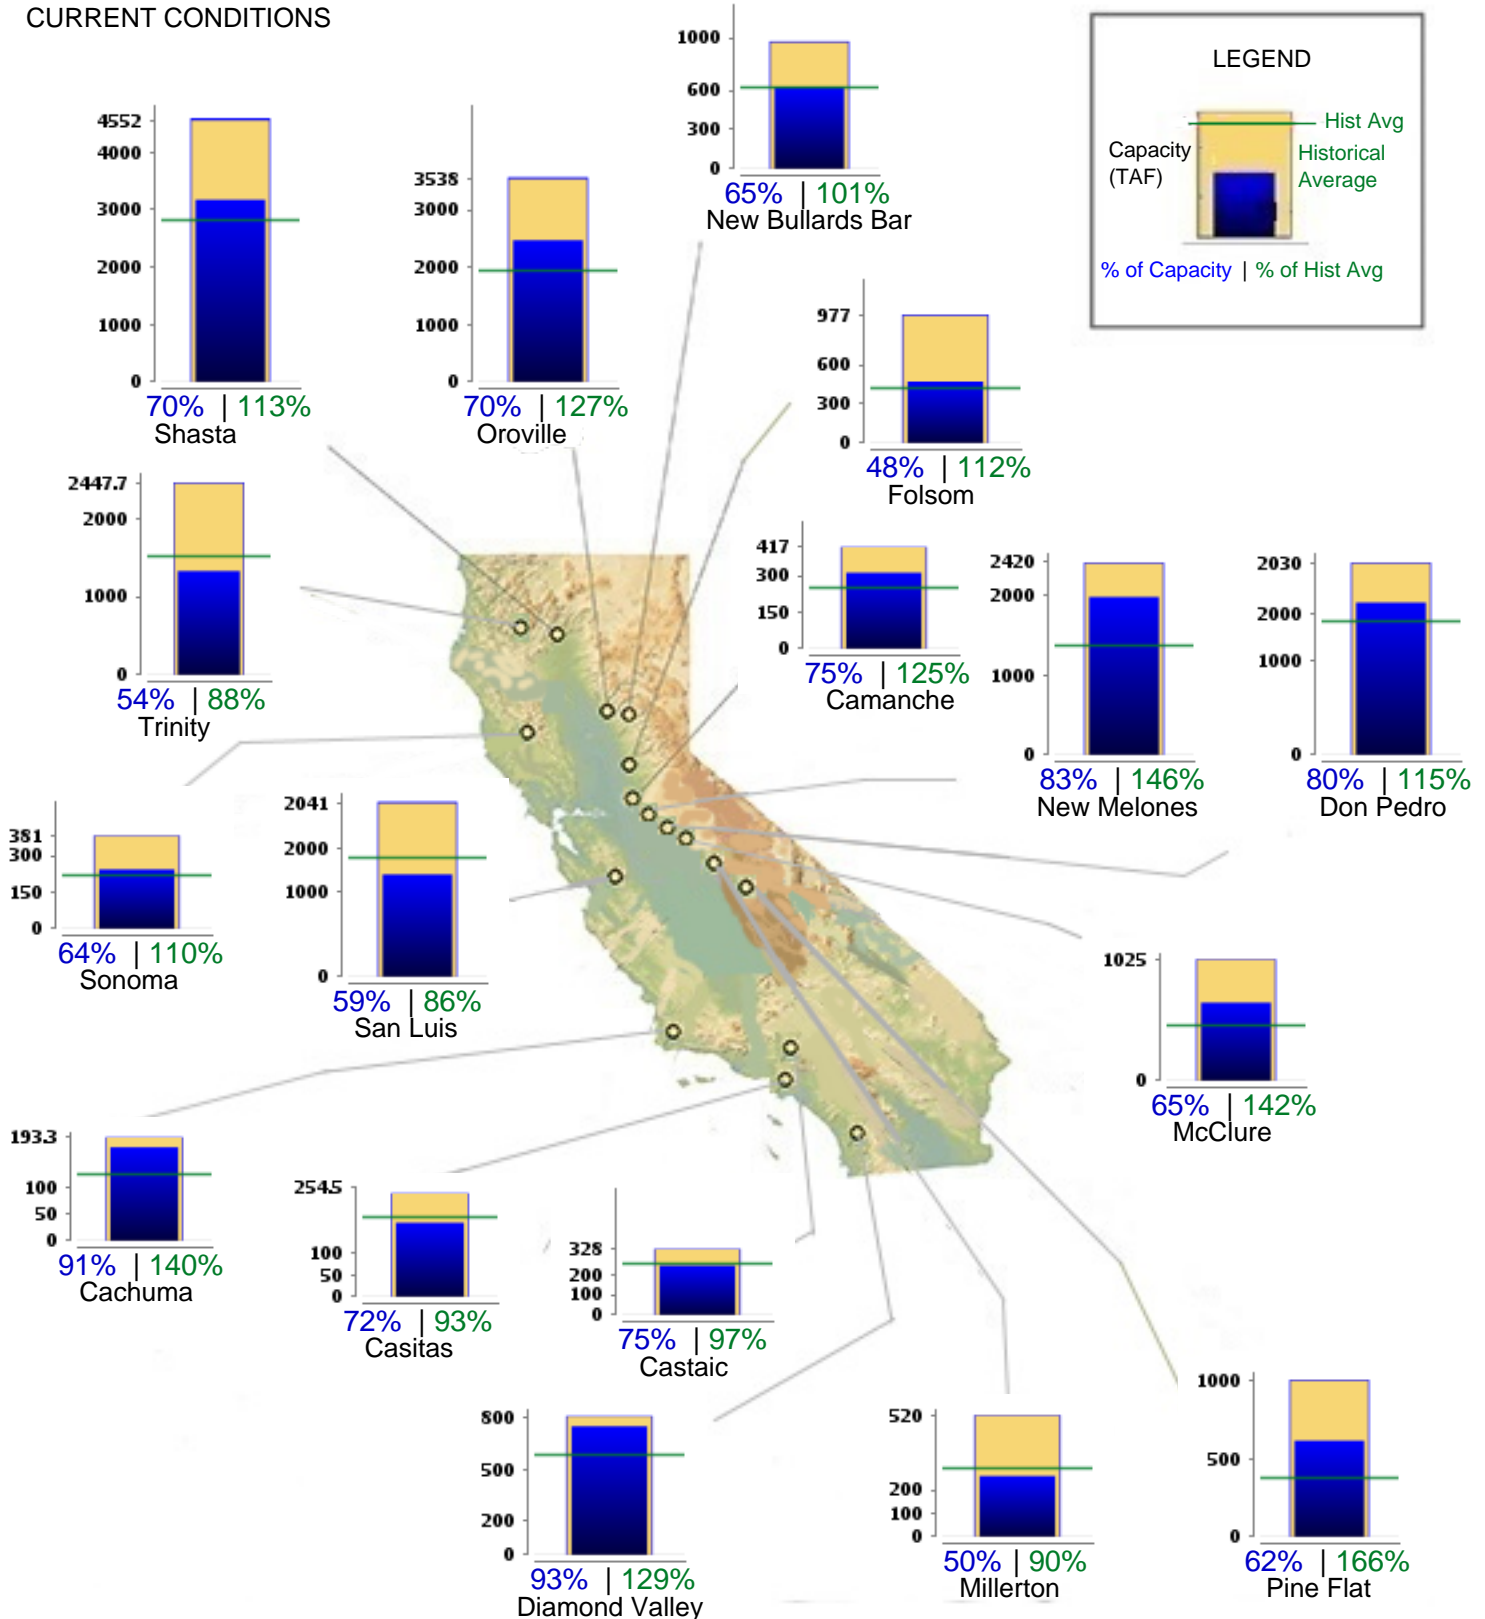 CURRENT CONDITIONS
1000
600
300
0
65% | 101%
New Bullards Bar
LEGEND
Hist Avg
Capacity
(TAF)
Historical
Average
% of Capacity | % of Hist Avg
4552
4000
3000
2000
1000
0
70% | 113%
Shasta
3538
3000
2000
1000
0
70% | 127%
Oroville
977
600
300
0
48% | 112%
Folsom
2447.7
2000
1000
0
54% | 88%
Trinity
417
300
150
0
75% | 125%
Camanche
2420
2000
1000
0
83% | 146%
New Melones
2030
2000
1000
0
80% | 115%
Don Pedro
381
300
150
0
64% | 110%
Sonoma
2041
2000
1000
0
59% | 86%
San Luis
1025
0
65% | 142%
McClure
193.3
100
50
0
91% | 140%
Cachuma
254.5
100
50
0
72% | 93%
Casitas
328
200
100
0
75% | 97%
Castaic
800
500
200
0
93% | 129%
Diamond Valley
520
200
100
0
50% | 90%
Millerton
1000
500
0
62% | 166%
Pine Flat